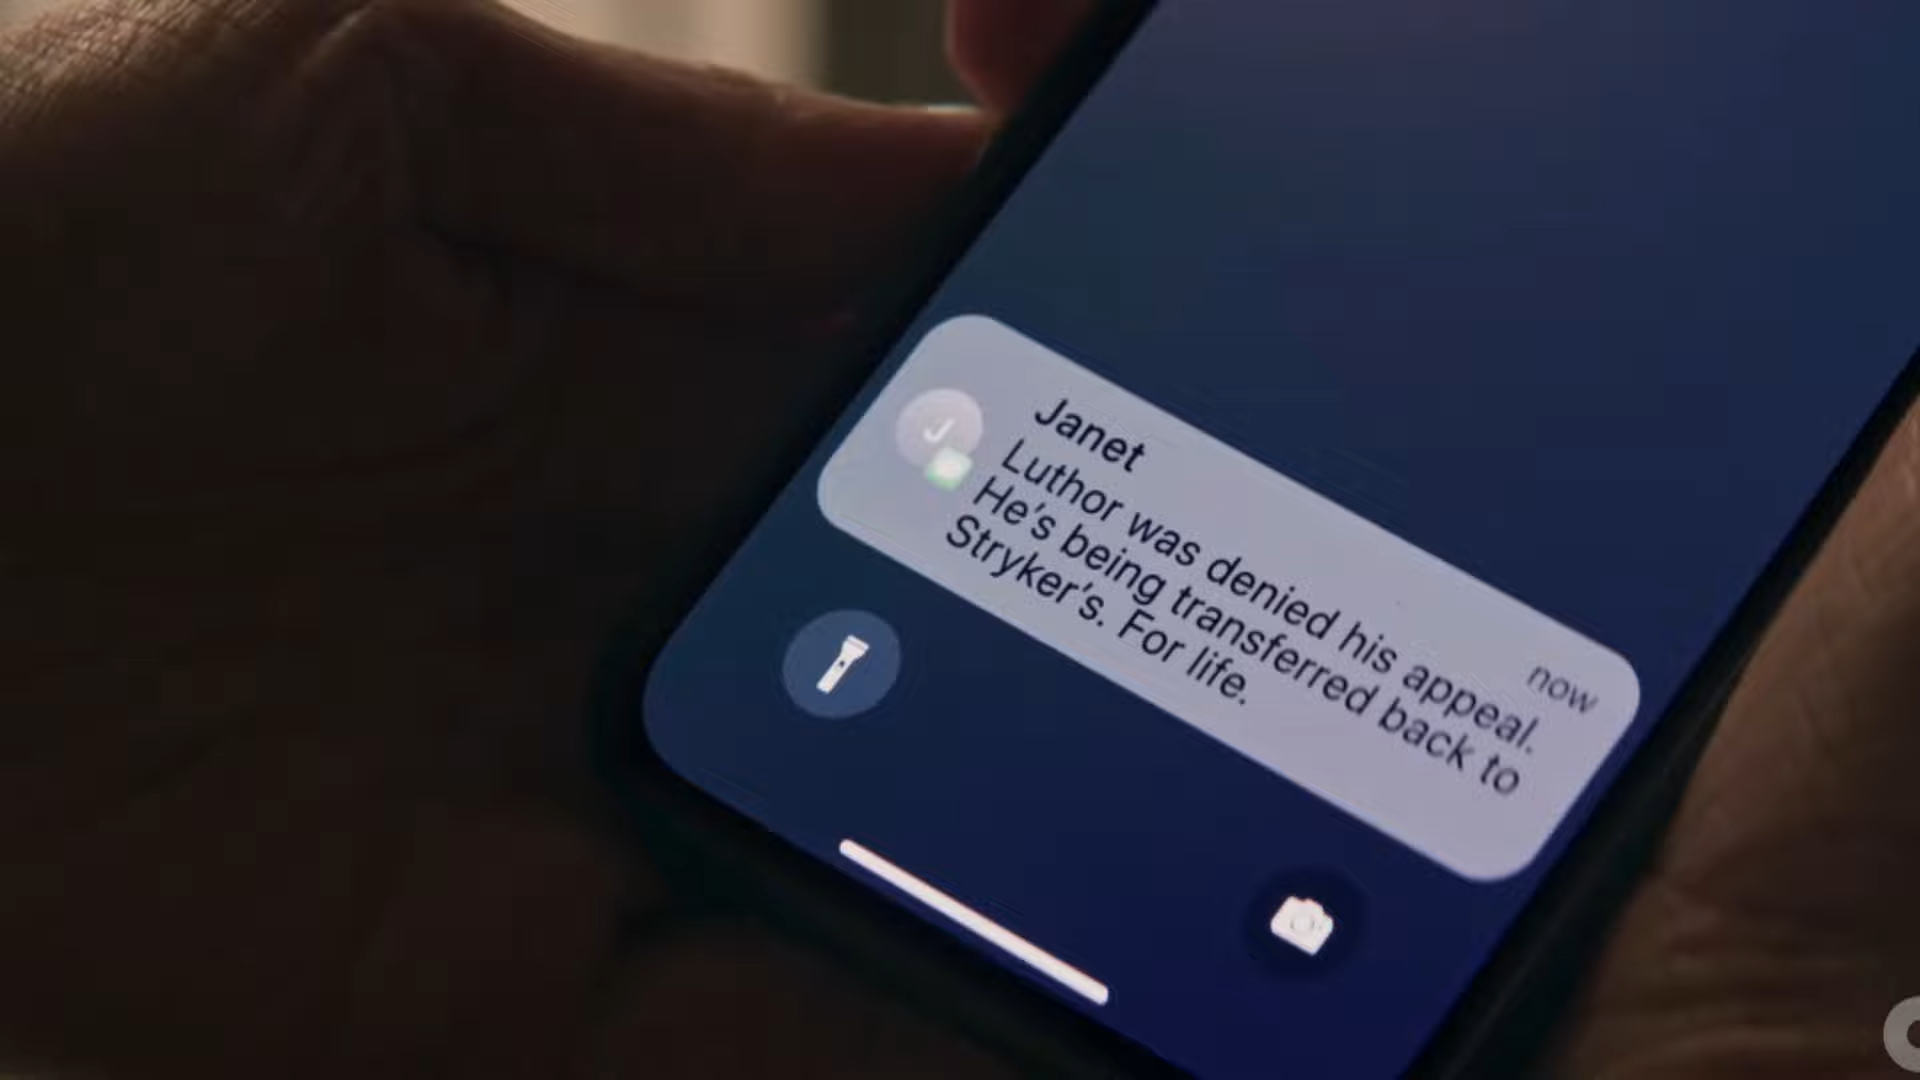 J
Janet
now
Luthor was denied his appeal.
He's being transferred back to
Stryker's. For life.